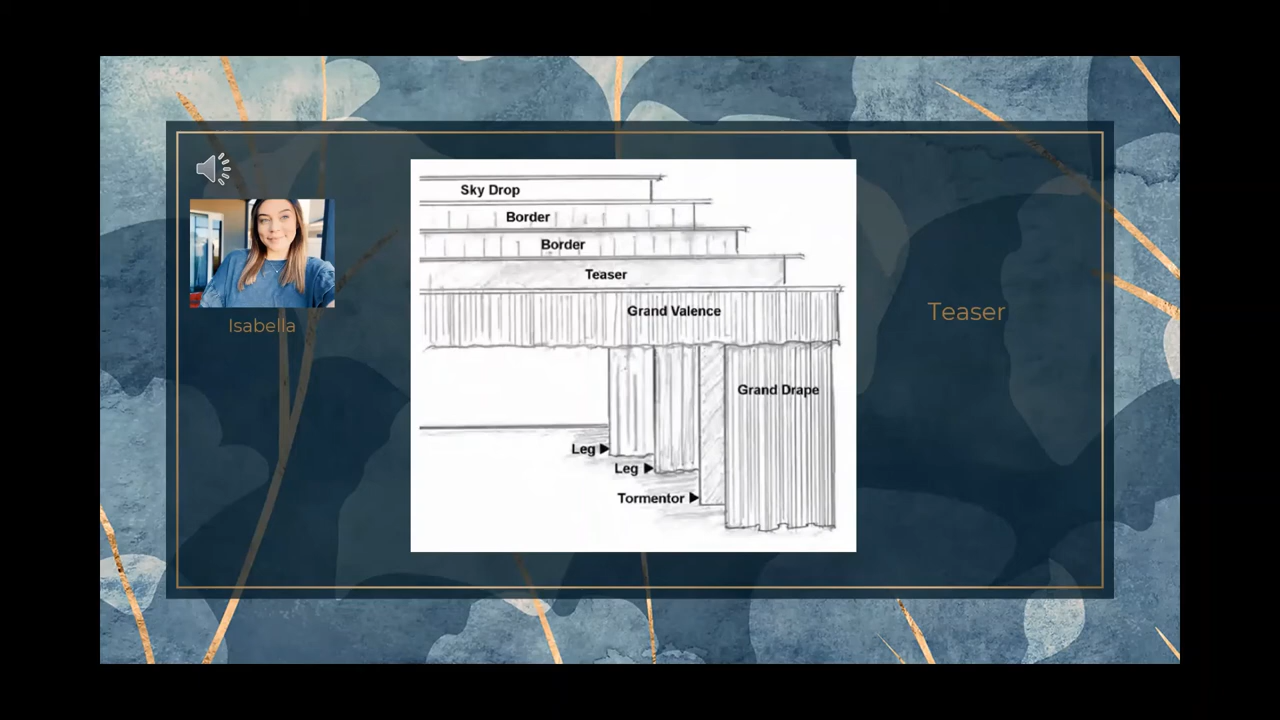 Isabella
Sky Drop
Border
Border
Teaser
Grand Valence
Grand Drape
Leg
Leg
Tormentor
Teaser